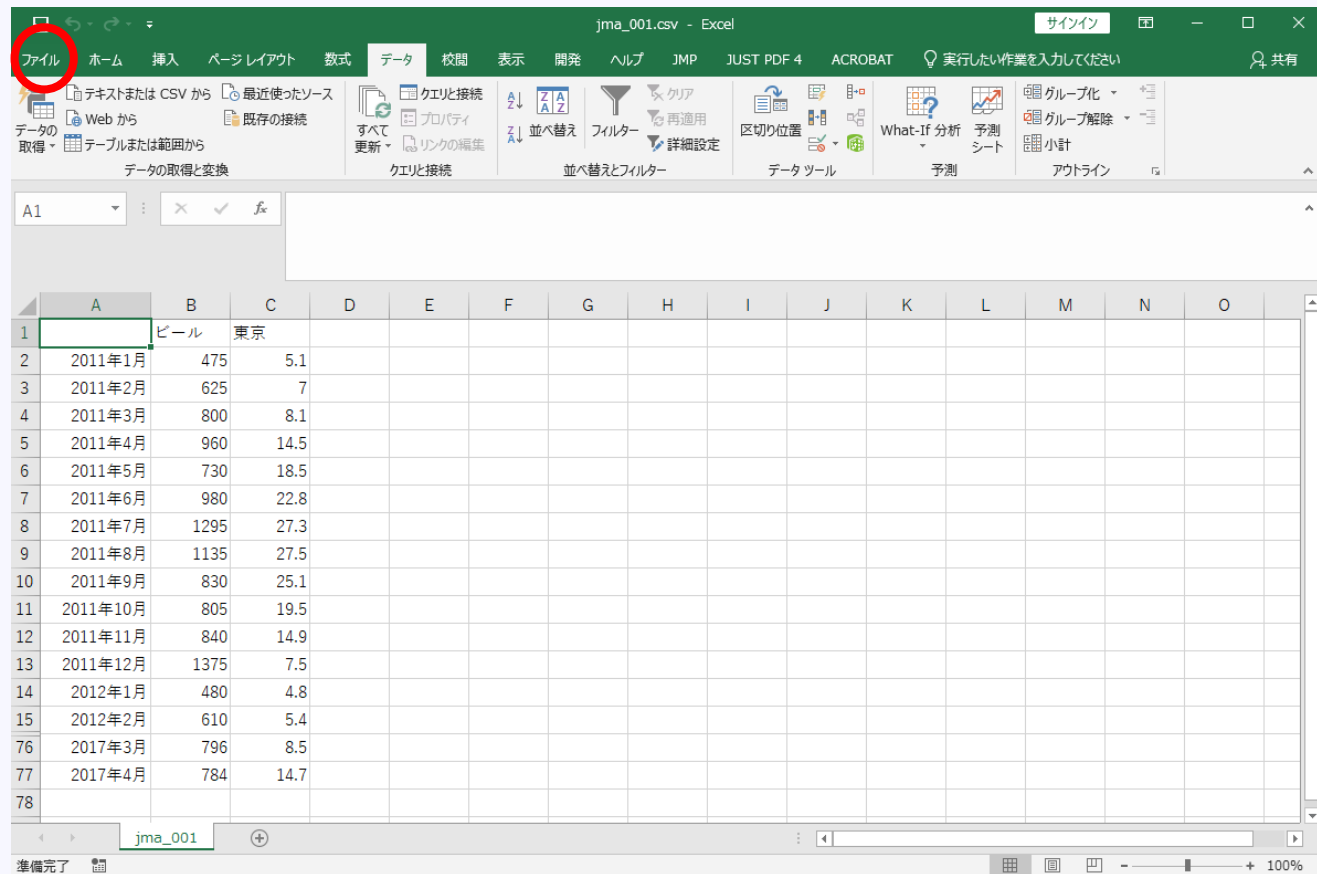 jma_001.csv - Excel
サインイン
ファイル ホーム 挿入 ページ レイアウト 数式 データ 校閲 表示 開発 ヘルプ JMP JUST PDF 4 ACROBAT 実行したい作業を入力してください 共有
データの取得
テキストまたは CSV から
Web から
テーブルまたは範囲から
最近使ったソース
既存の接続
データの取得と変換
すべて更新
クエリと接続
プロパティ
リンクの編集
クエリと接続
並べ替え
フィルター
クリア
再適用
詳細設定
並べ替えとフィルター
区切り位置
データ ツール
What-If 分析
予測シート
予測
グループ化
グループ解除
小計
アウトライン
A1
fx
A B C D E F G H I J K L M N O
1 ビール 東京
2 2011年1月 475 5.1
3 2011年2月 625 7
4 2011年3月 800 8.1
5 2011年4月 960 14.5
6 2011年5月 730 18.5
7 2011年6月 980 22.8
8 2011年7月 1295 27.3
9 2011年8月 1135 27.5
10 2011年9月 830 25.1
11 2011年10月 805 19.5
12 2011年11月 840 14.9
13 2011年12月 1375 7.5
14 2012年1月 480 4.8
15 2012年2月 610 5.4
76 2017年3月 796 8.5
77 2017年4月 784 14.7
78
jma_001
準備完了
100%